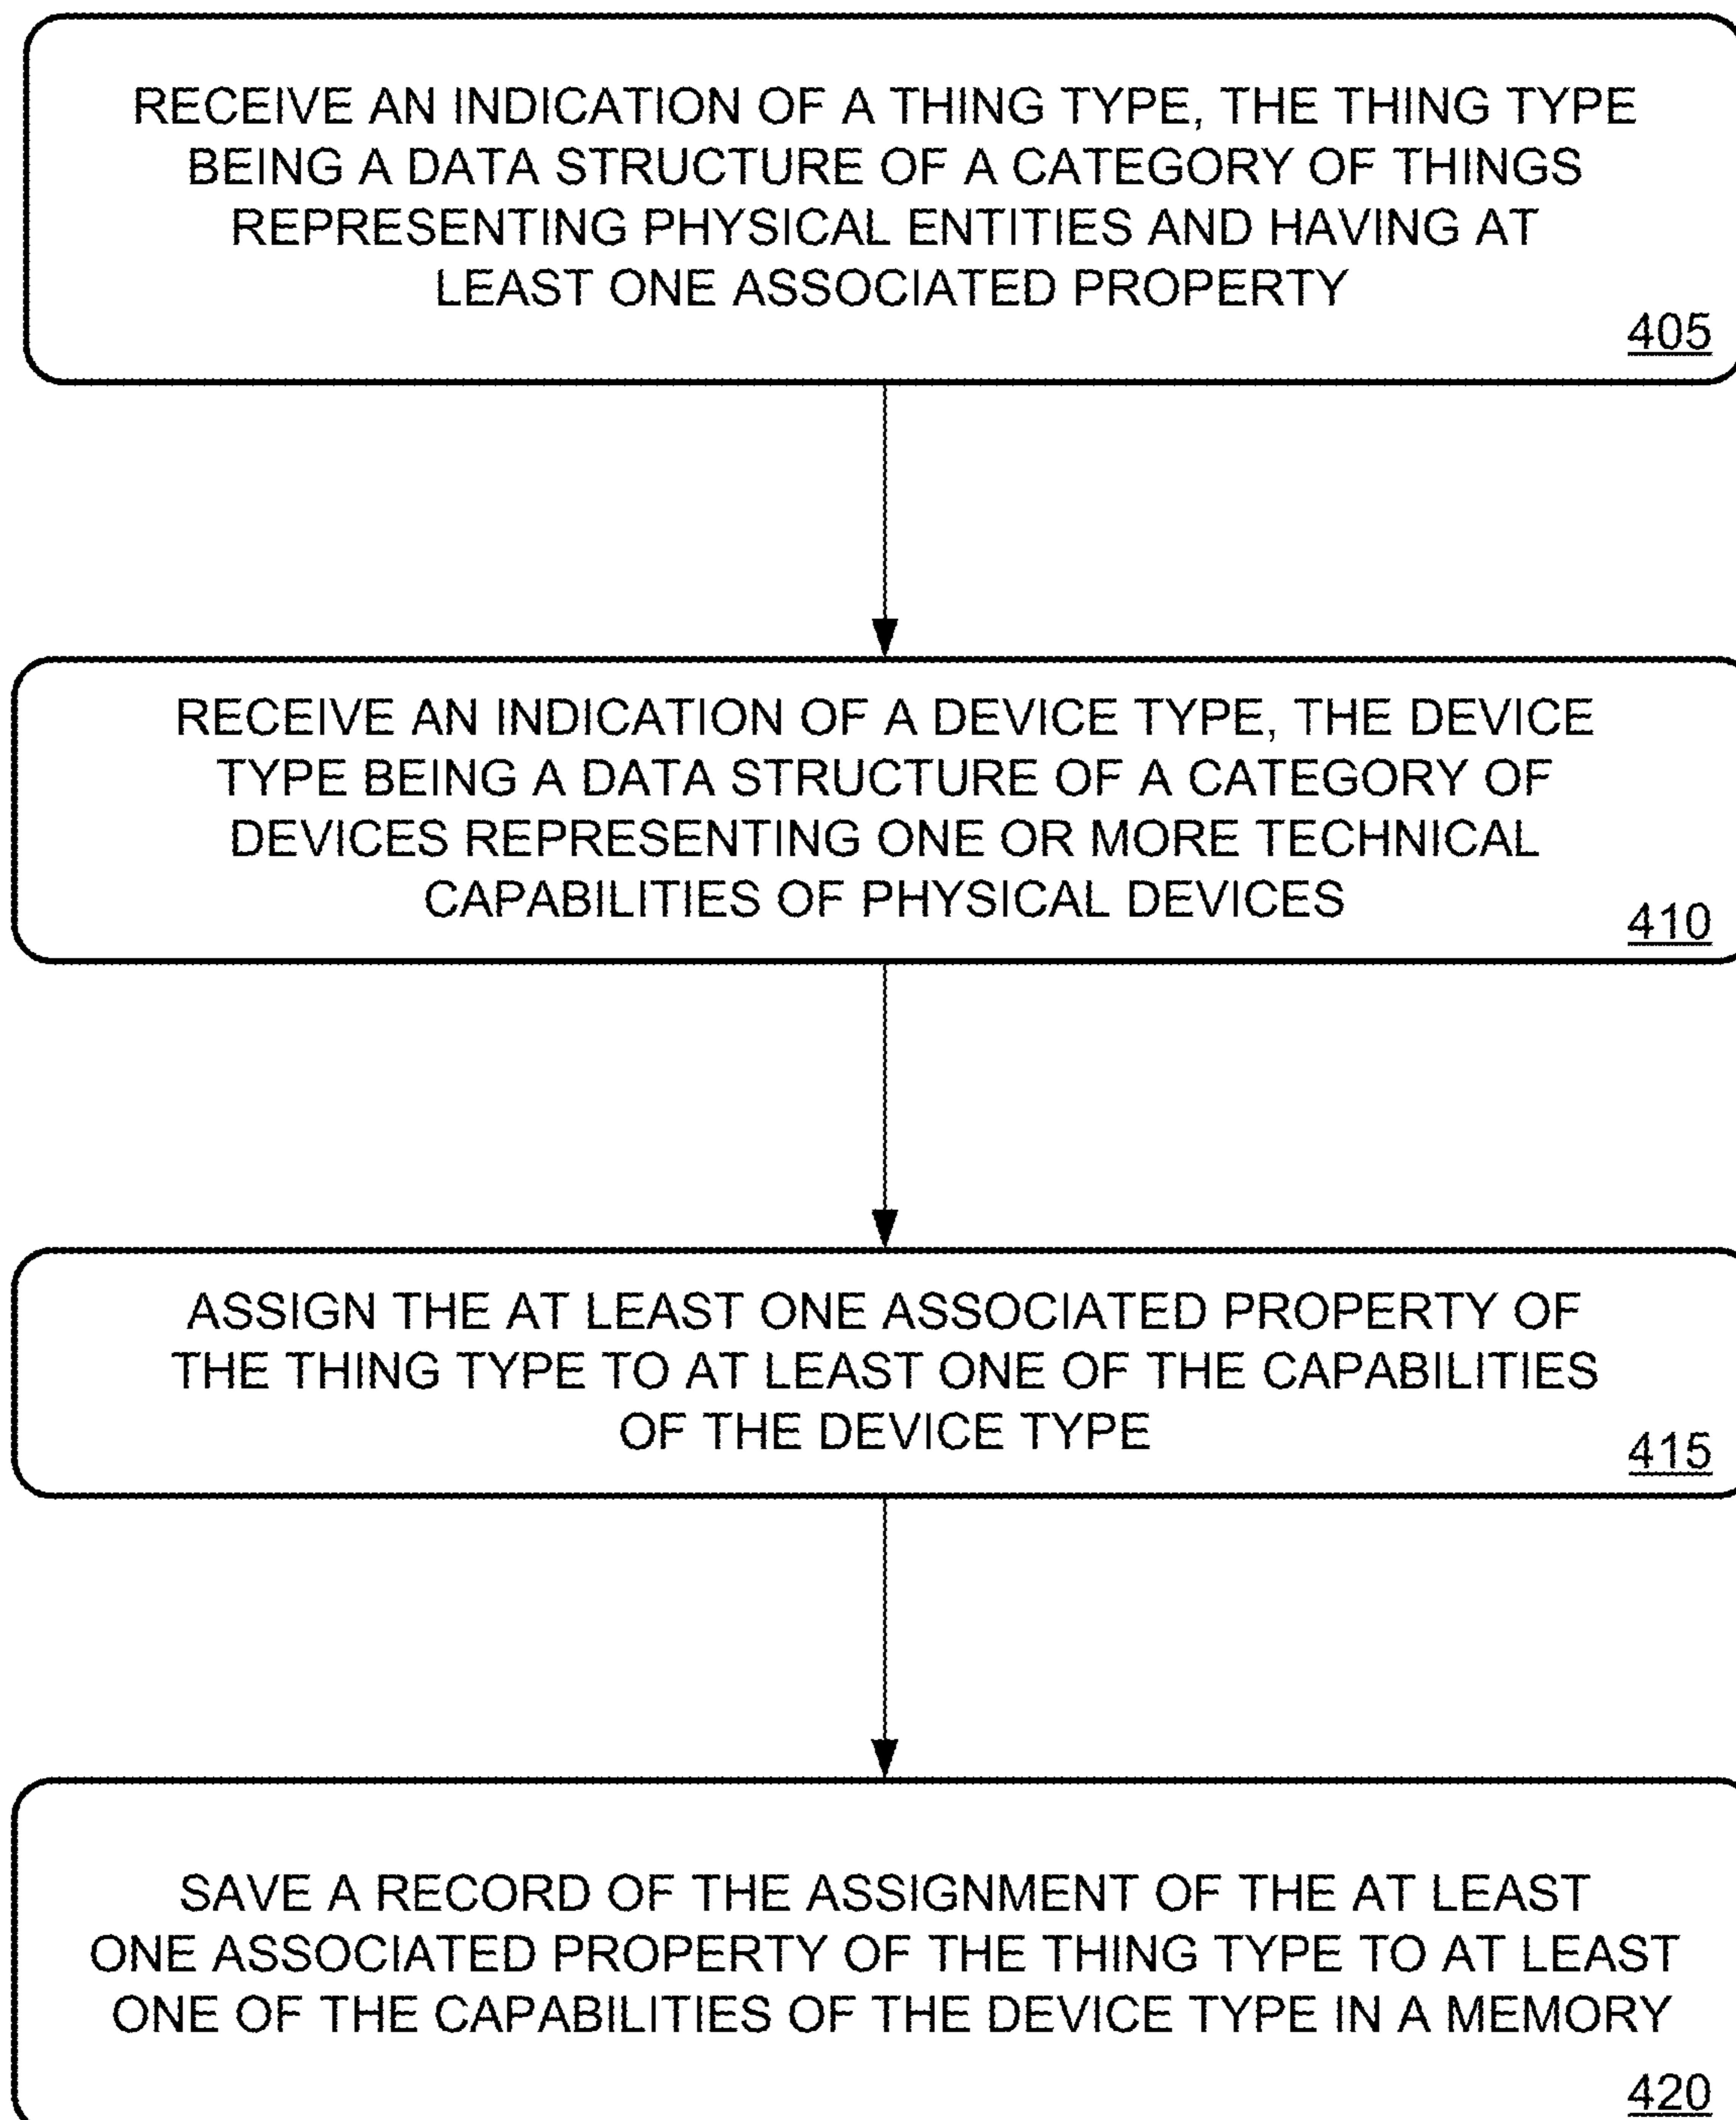 RECEIVE AN INDICATION OF A THING TYPE, THE THING TYPE
BEING A DATA STRUCTURE OF A CATEGORY OF THINGS
REPRESENTING PHYSICAL ENTITIES AND HAVING AT
LEAST ONE ASSOCIATED PROPERTY
405
RECEIVE AN INDICATION OF A DEVICE TYPE, THE DEVICE
TYPE BEING A DATA STRUCTURE OF A CATEGORY OF
DEVICES REPRESENTING ONE OR MORE TECHNICAL
CAPABILITIES OF PHYSICAL DEVICES
410
ASSIGN THE AT LEAST ONE ASSOCIATED PROPERTY OF
THE THING TYPE TO AT LEAST ONE OF THE CAPABILITIES
OF THE DEVICE TYPE
415
SAVE A RECORD OF THE ASSIGNMENT OF THE AT LEAST
ONE ASSOCIATED PROPERTY OF THE THING TYPE TO AT LEAST
ONE OF THE CAPABILITIES OF THE DEVICE TYPE IN A MEMORY
420